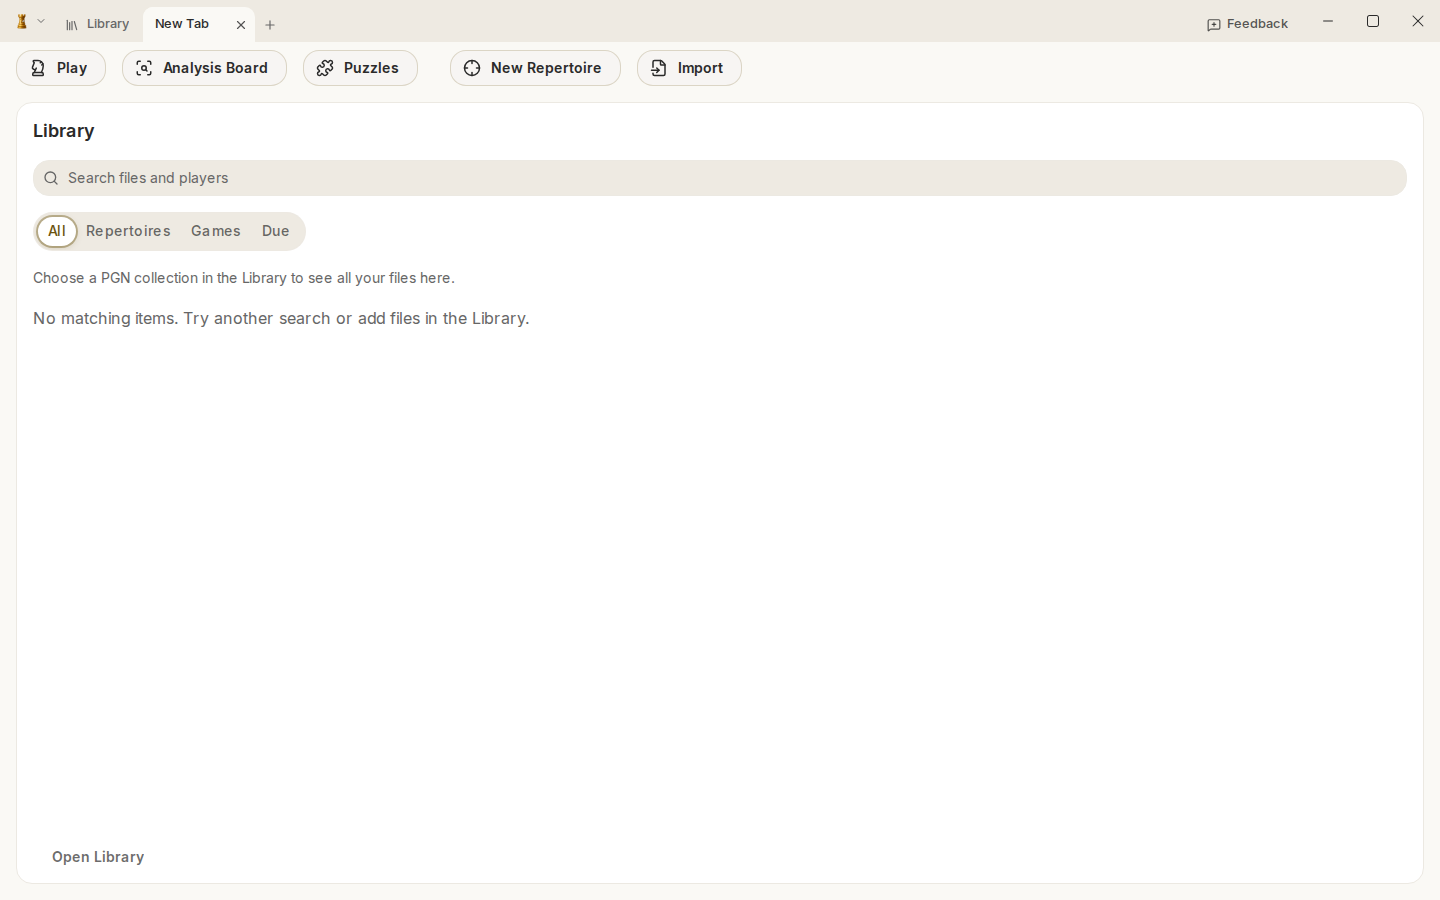 Library
New Tab
Feedback
Play
Analysis Board
Puzzles
New Repertoire
Import
Library
Search files and players
All
Repertoires
Games
Due
Choose a PGN collection in the Library to see all your files here.
No matching items. Try another search or add files in the Library.
Open Library